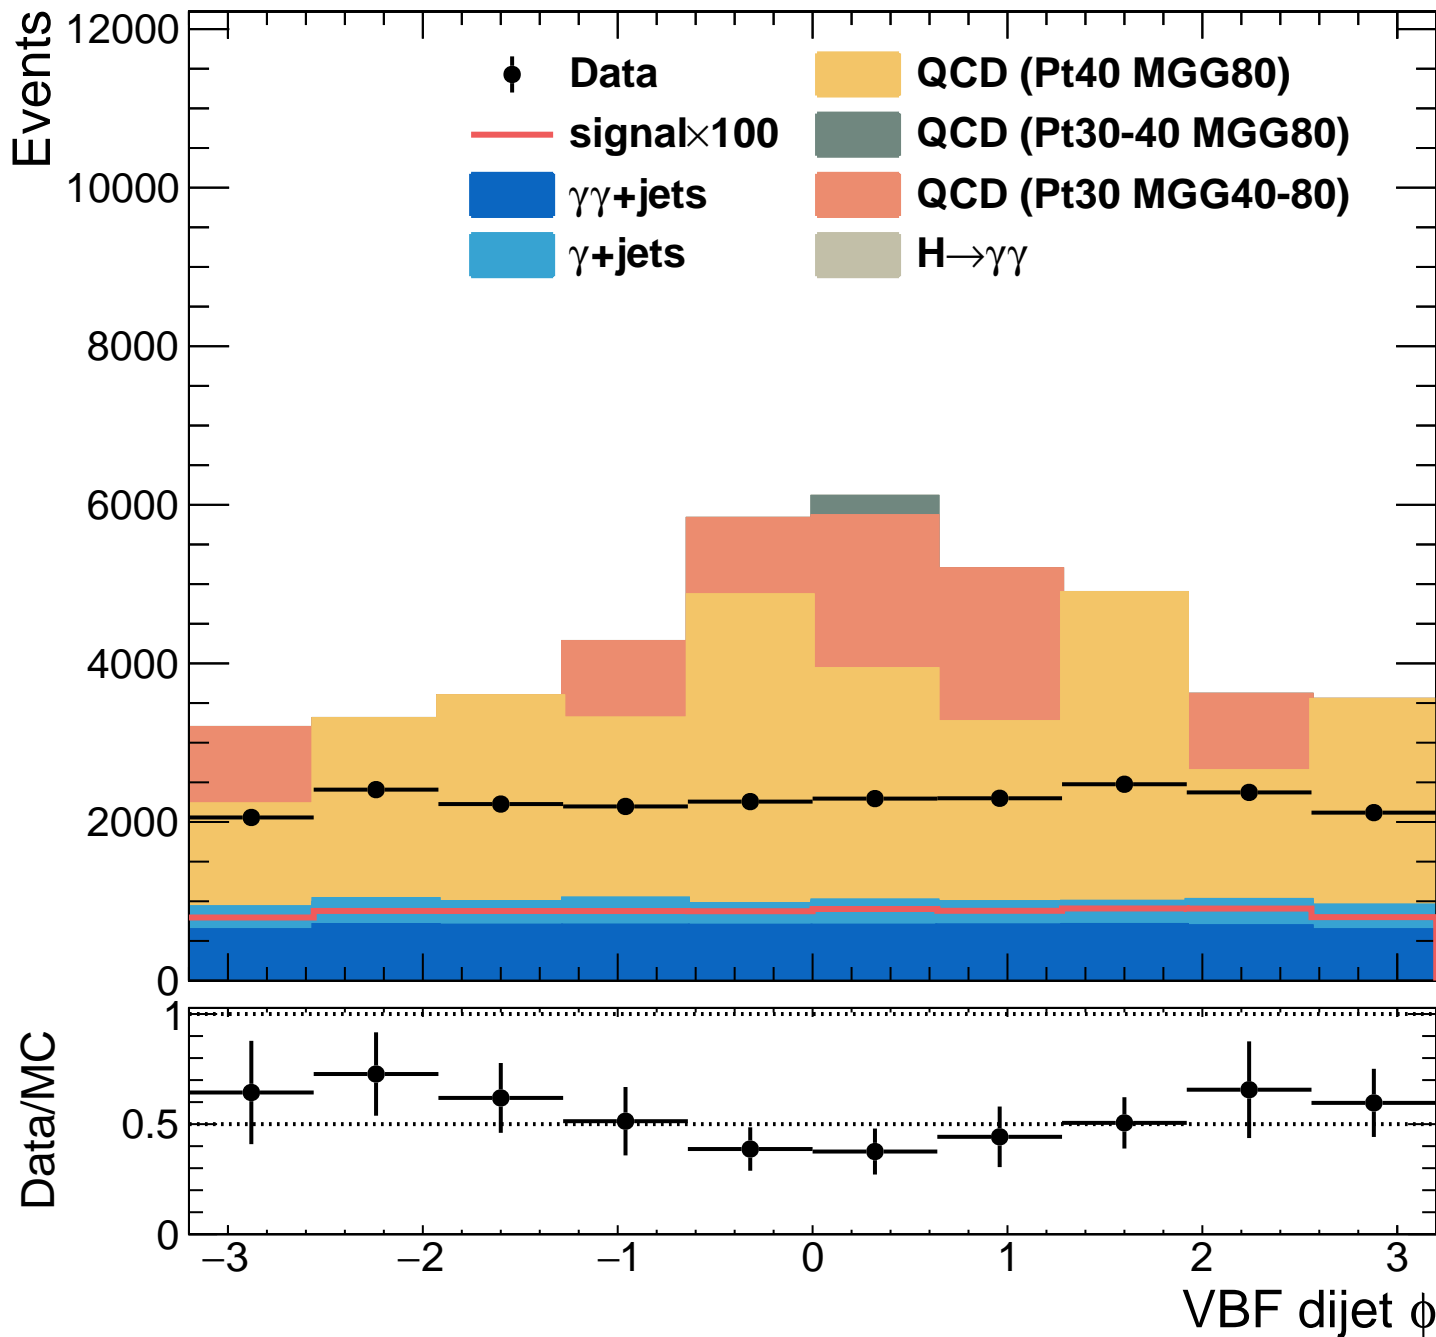 Events
12000
10000
8000
6000
4000
2000
0
Data
signal×100
γγ+jets
γ+jets
QCD (Pt40 MGG80)
QCD (Pt30-40 MGG80)
QCD (Pt30 MGG40-80)
H→γγ
Data/MC
1
0.5
0
−3 −2 −1 0 1 2 3
VBF dijet ϕ